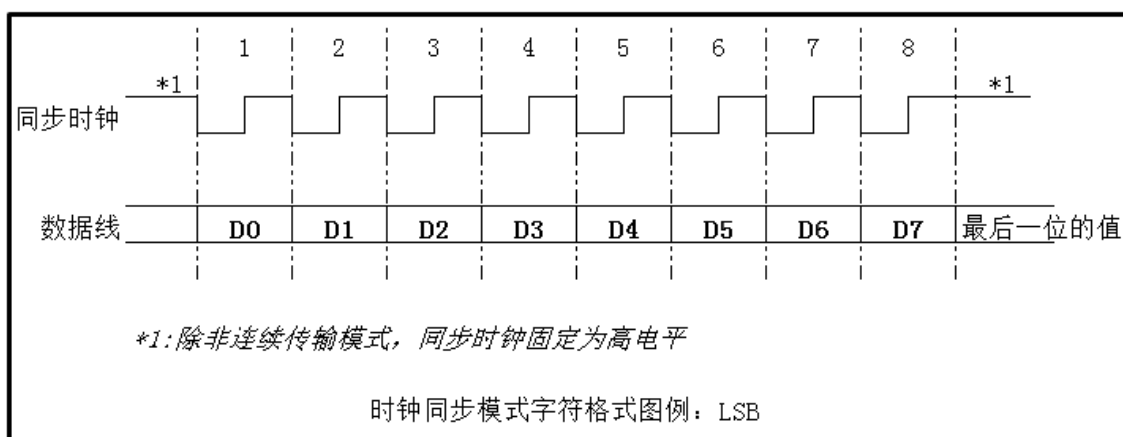 1 2 3 4 5 6 7 8
*1 *1
同步时钟
数据线 D0 D1 D2 D3 D4 D5 D6 D7 最后一位的值
*1:除非连续传输模式，同步时钟固定为高电平
时钟同步模式字符格式图例：LSB